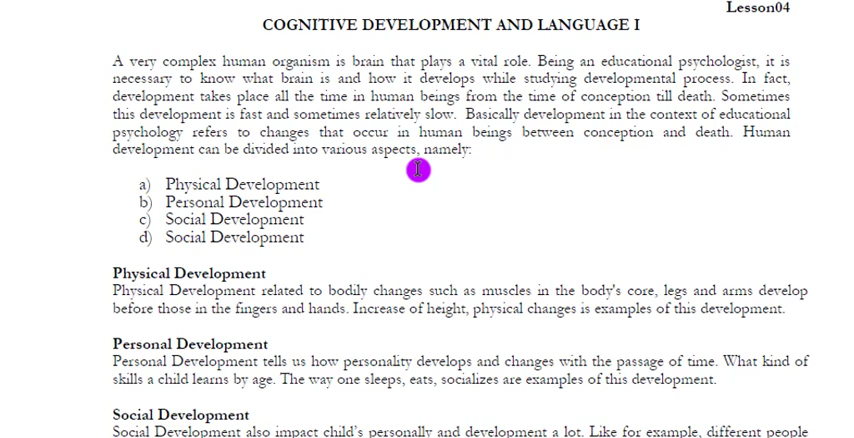 Lesson04
COGNITIVE DEVELOPMENT AND LANGUAGE I
A very complex human organism is brain that plays a vital role. Being an educational psychologist, it is
necessary to know what brain is and how it develops while studying developmental process. In fact,
development takes place all the time in human beings from the time of conception till death. Sometimes
this development is fast and sometimes relatively slow. Basically development in the context of educational
psychology refers to changes that occur in human beings between conception and death. Human
development can be divided into various aspects, namely:
a) Physical Development
b) Personal Development
c) Social Development
d) Social Development
Physical Development
Physical Development related to bodily changes such as muscles in the body's core, legs and arms develop
before those in the fingers and hands. Increase of height, physical changes is examples of this development.
Personal Development
Personal Development tells us how personality develops and changes with the passage of time. What kind of
skills a child learns by age. The way one sleeps, eats, socializes are examples of this development.
Social Development
Social Development also impact child's personally and development a lot. Like for example, different people